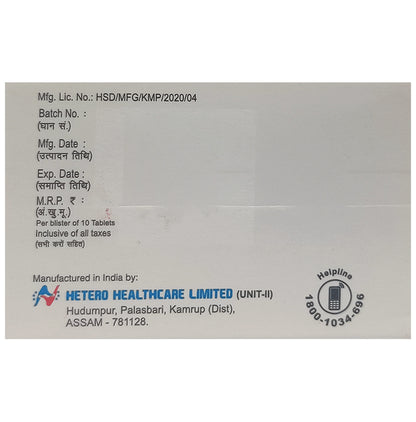 Mfg. Lic. No.: HSD/MFG/KMP/2020/04
Batch No. :
(घान सं.)
Mfg. Date :
(उत्पादन तिथि)
Exp. Date :
(समाप्ति तिथि)
M.R.P. ₹ :
(अं.खु.मू.)
Per blister of 10 Tablets
Inclusive of all taxes
(सभी करों सहित)
Manufactured in India by:
HETERO HEALTHCARE LIMITED (UNIT-II)
Hudumpur, Palasbari, Kamrup (Dist),
ASSAM - 781128.
Helpline
1800-1034-696